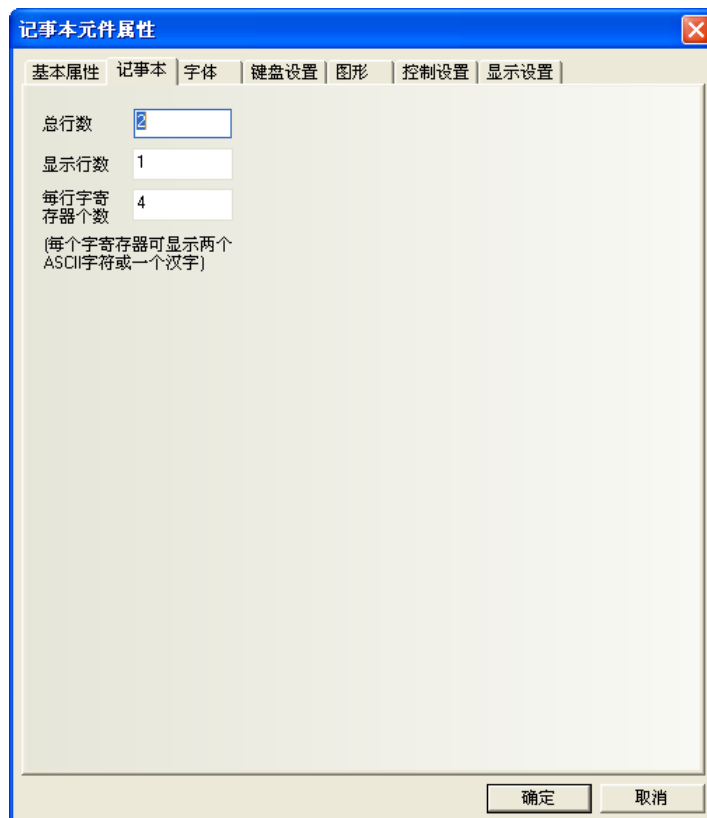 记事本元件属性
基本属性 记事本 字体 键盘设置 图形 控制设置 显示设置
总行数 2
显示行数 1
每行字寄
存器个数 4
(每个字寄存器可显示两个
ASCII字符或一个汉字)
确定 取消